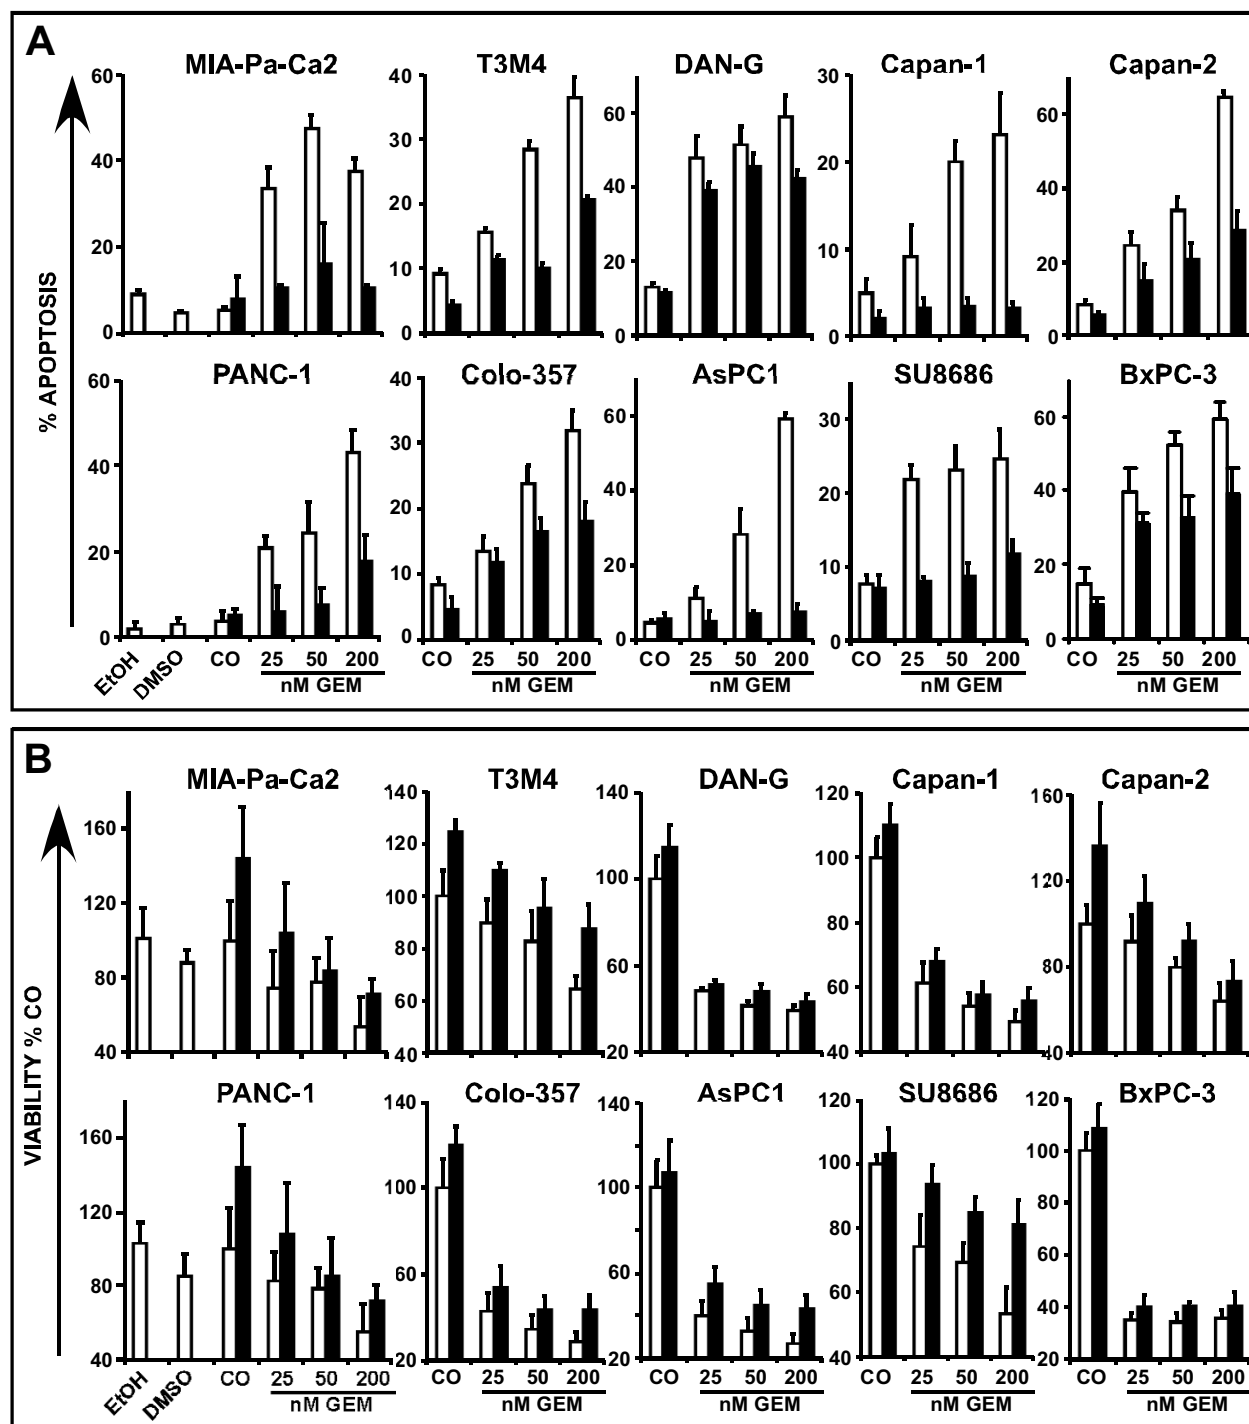 A
MIA-Pa-Ca2 T3M4 DAN-G Capan-1 Capan-2
60 40 60 30 80
40 30 40 20 60
20 20 20 10 40
0 10 0 0 20
0 0
% APOPTOSIS
PANC-1 Colo-357 AsPC1 SU8686 BxPC-3
60 40 60 30 60
40 30 40 20 40
20 20 20 10 20
0 10 0 0 0
0
EtOH DMSO CO 25 50 200 CO 25 50 200 CO 25 50 200 CO 25 50 200 CO 25 50 200
nM GEM nM GEM nM GEM nM GEM nM GEM
B
MIA-Pa-Ca2 T3M4 DAN-G Capan-1 Capan-2
160 140 140 120 160
120 120 100 100 120
80 100 60 80 80
40 80 20 60 40
60 40
40
VIABILITY % CO
PANC-1 Colo-357 AsPC1 SU8686 BxPC-3
160 140 140 120 120
120 100 100 100 100
80 60 60 80 80
40 20 20 60 60
40 40
20
EtOH DMSO CO 25 50 200 CO 25 50 200 CO 25 50 200 CO 25 50 200 CO 25 50 200
nM GEM nM GEM nM GEM nM GEM nM GEM